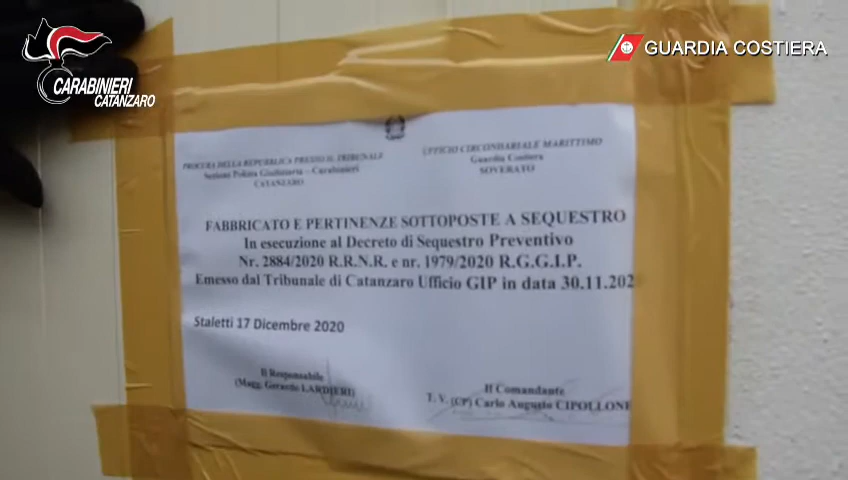 CARABINIERI
CATANZARO
GUARDIA COSTIERA
PROCURA DELLA REPUBBLICA PRESSO IL TRIBUNALE
Sezione Polizia Giudiziaria – Carabinieri
CATANZARO
UFFICIO CIRCONDARIALE MARITTIMO
Guardia Costiera
SOVERATO
FABBRICATO E PERTINENZE SOTTOPOSTE A SEQUESTRO
In esecuzione al Decreto di Sequestro Preventivo
Nr. 2884/2020 R.R.N.R. e nr. 1979/2020 R.G.G.I.P.
Emesso dal Tribunale di Catanzaro Ufficio GIP in data 30.11.202
Staletti 17 Dicembre 2020
Il Responsabile
(Magg. Gerardo LARDIERI)
Il Comandante
T. V. (CP) Carlo Augusto CIPOLLONE